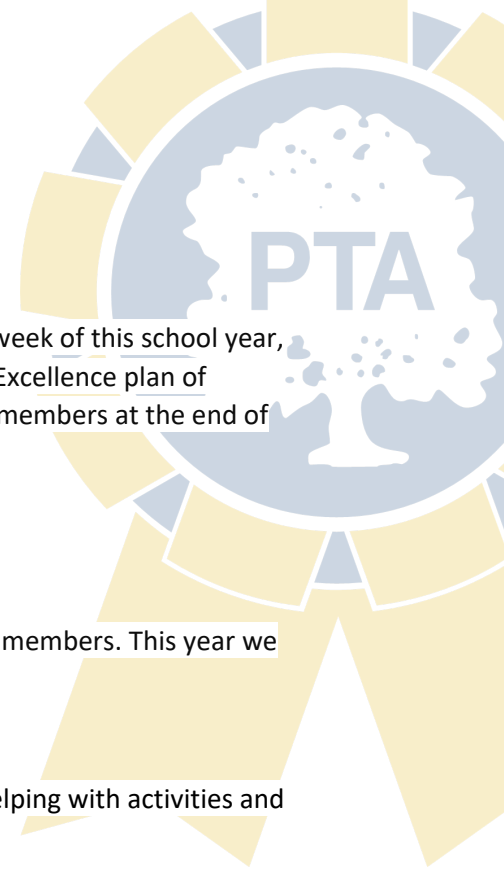 PTA
week of this school year,
Excellence plan of
members at the end of
members. This year we
elping with activities and